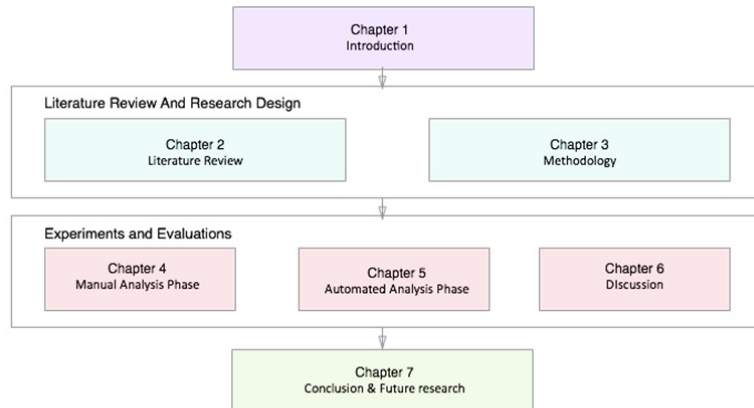 Chapter 1
Introduction
Literature Review And Research Design
Chapter 2
Literature Review
Chapter 3
Methodology
Experiments and Evaluations
Chapter 4
Manual Analysis Phase
Chapter 5
Automated Analysis Phase
Chapter 6
DIscussion
Chapter 7
Conclusion & Future research